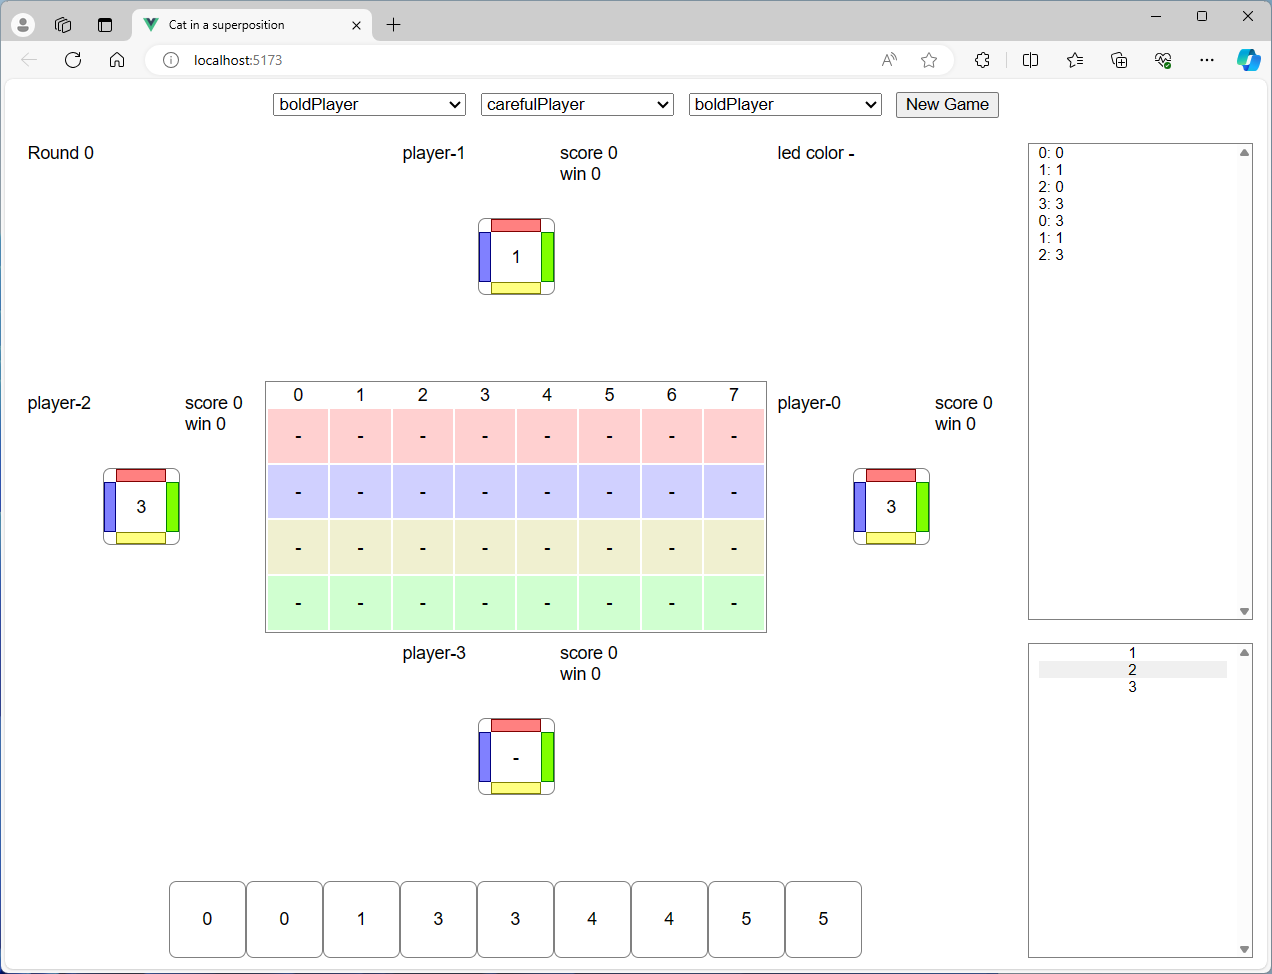 Cat in a superposition
localhost:5173
boldPlayer carefulPlayer boldPlayer New Game
Round 0
player-1
score 0
win 0
led color -
1
player-2
score 0
win 0
3
0 1 2 3 4 5 6 7
- - - - - - - -
- - - - - - - -
- - - - - - - -
- - - - - - - -
player-0
score 0
win 0
3
player-3
score 0
win 0
-
0 0 1 3 3 4 4 5 5
0: 0
1: 1
2: 0
3: 3
0: 3
1: 1
2: 3
1
2
3